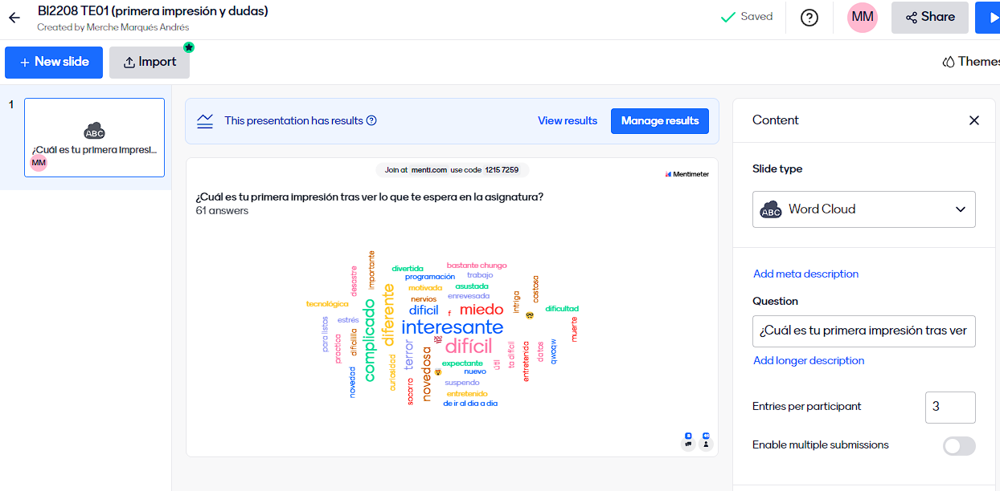 BI2208 TE01 (primera impresión y dudas)
Created by Merche Marqués Andrés
Saved
MM
Share
+ New slide
Import
Themes
1
ABC
¿Cuál es tu primera impresi...
MM
This presentation has results
View results
Manage results
Join at menti.com use code 1215 7259
Mentimeter
¿Cuál es tu primera impresión tras ver lo que te espera en la asignatura?
61 answers
importante
desastre
divertida
bastante chungo
programación
trabajo
motivada
asustada
enrevesada
nervios
costosa
intriga
tecnológica
complicado
diferente
dificil
f
miedo
dificultad
estrés
interesante
para listos
practica
dificillilla
muerte
terror
💯
difícil
novedosa
curiosidad
expectante
útil
ta dificil
entretenida
datos
qwaqw
novedad
socorro
nuevo
suspendo
entretenido
de ir al dia a dia
Content
Slide type
ABC
Word Cloud
Add meta description
Question
¿Cuál es tu primera impresión tras ver
Add longer description
Entries per participant
3
Enable multiple submissions